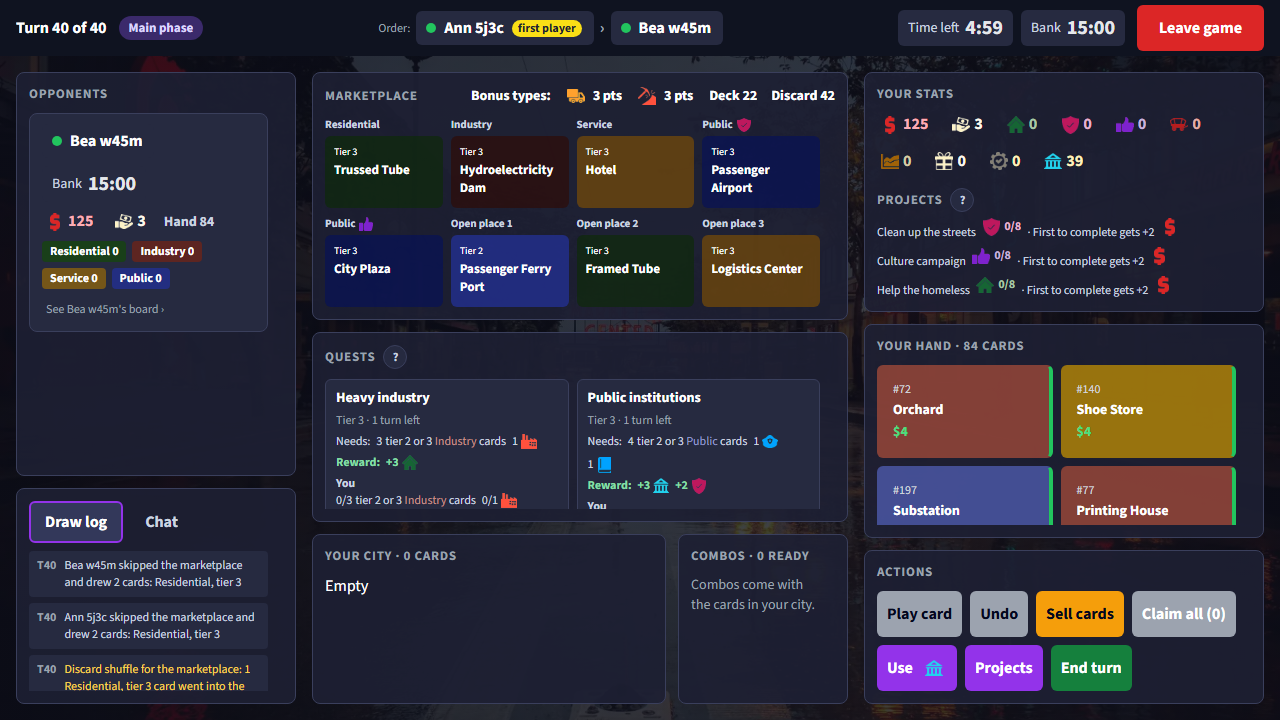 Turn 40 of 40 Main phase
Order: Ann 5j3c first player › Bea w45m
Time left 4:59 Bank 15:00 Leave game
OPPONENTS
Bea w45m
Bank 15:00
125 3 Hand 84
Residential 0 Industry 0
Service 0 Public 0
See Bea w45m's board ›
Draw log Chat
T40 Bea w45m skipped the marketplace
and drew 2 cards: Residential, tier 3
T40 Ann 5j3c skipped the marketplace and
drew 2 cards: Residential, tier 3
T40 Discard shuffle for the marketplace: 1
Residential, tier 3 card went into the
MARKETPLACE Bonus types: 3 pts 3 pts Deck 22 Discard 42
Residential Industry Service Public
Tier 3 Tier 3 Tier 3 Tier 3
Trussed Tube Hydroelectricity Hotel Passenger
Dam Airport
Public Open place 1 Open place 2 Open place 3
Tier 3 Tier 2 Tier 3 Tier 3
City Plaza Passenger Ferry Framed Tube Logistics Center
Port
QUESTS ?
Heavy industry
Tier 3 · 1 turn left
Needs: 3 tier 2 or 3 Industry cards 1
Reward: +3
You
0/3 tier 2 or 3 Industry cards 0/1
Public institutions
Tier 3 · 1 turn left
Needs: 4 tier 2 or 3 Public cards 1
1
Reward: +3 +2
You
YOUR CITY · 0 CARDS
Empty
COMBOS · 0 READY
Combos come with
the cards in your city.
YOUR STATS
125 3 0 0 0 0
0 0 0 39
PROJECTS ?
Clean up the streets 0/8 · First to complete gets +2
Culture campaign 0/8 · First to complete gets +2
Help the homeless 0/8 · First to complete gets +2
YOUR HAND · 84 CARDS
#72 #140
Orchard Shoe Store
$4 $4
#197 #77
Substation Printing House
ACTIONS
Play card Undo Sell cards Claim all (0)
Use Projects End turn